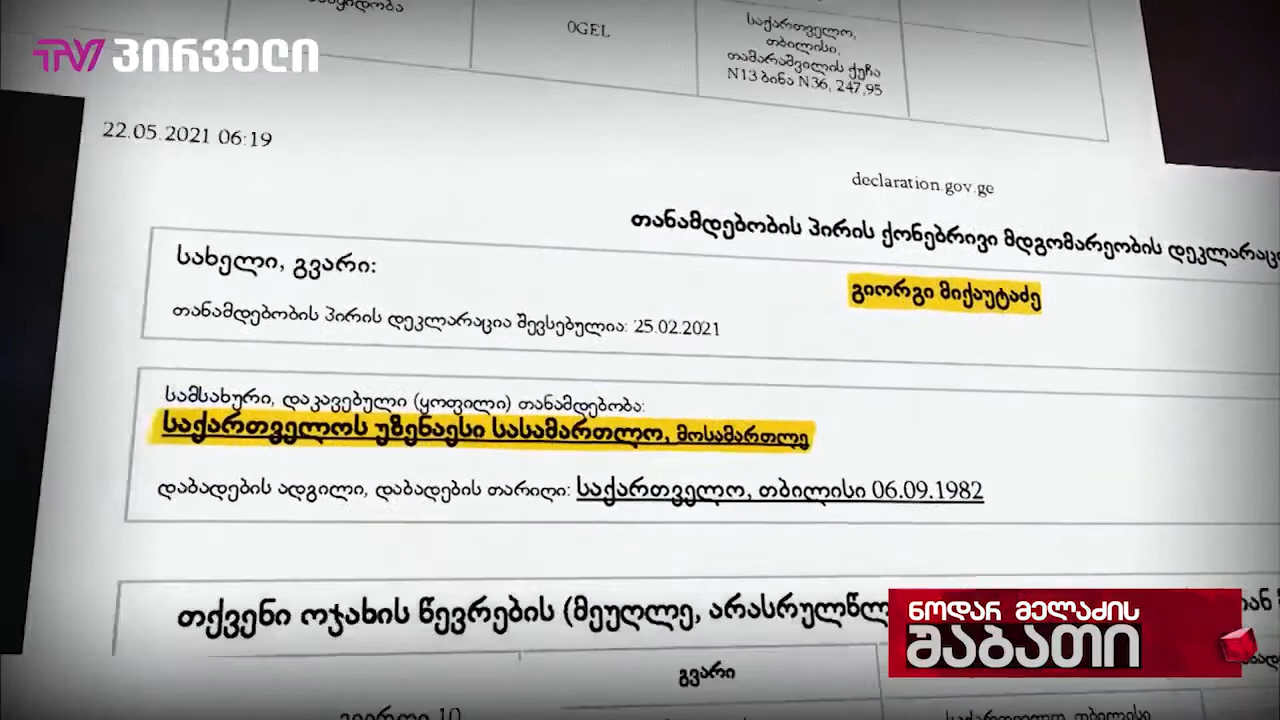 0GEL
საქართველო,
თბილისი,
თამარაშვილის ქუჩა
N13 ბინა N36, 247,95
TV პირველი
22.05.2021 06:19
declaration.gov.ge
თანამდებობის პირის ქონებრივი მდგომარეობის
სახელი, გვარი:
გიორგი მიქაუტაძე
თანამდებობის პირის დეკლარაცია შევსებულია: 25.02.2021
სამსახური, დაკავებული (ყოფილი) თანამდებობა:
საქართველოს უზენაესი სასამართლო, მოსამართლე
დაბადების ადგილი, დაბადების თარიღი: საქართველო, თბილისი 06.09.1982
თქვენი ოჯახის წევრების (მეუღლე,
გვარი
ნოდარ მელაძის
შაბათი